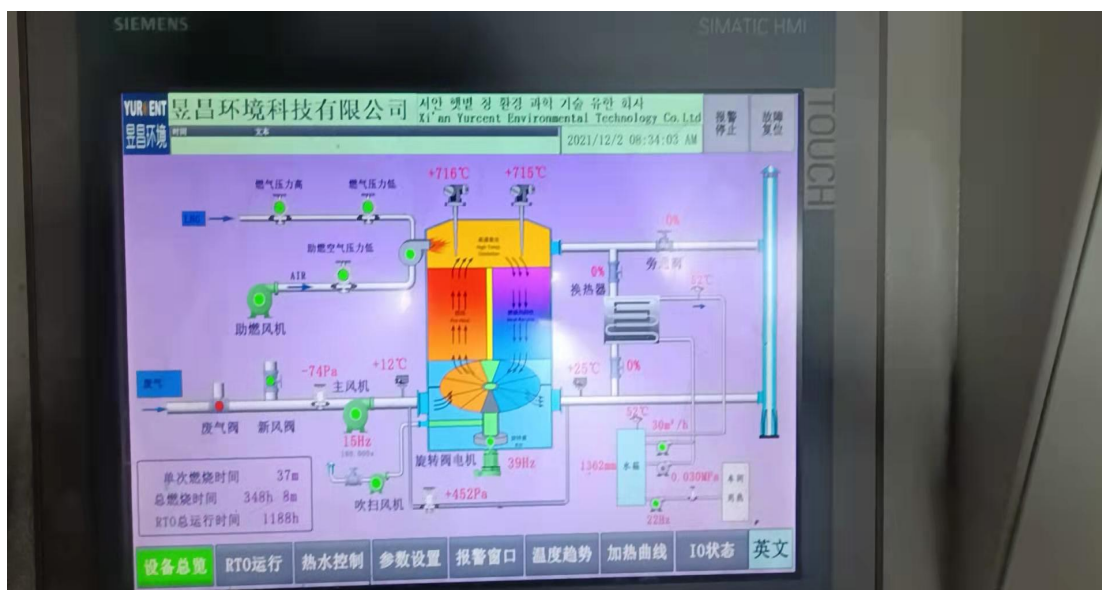 SIEMENS
SIMATIC HMI
TOUCH
YURCENT
昱昌环境
昱昌环境科技有限公司
서안 햇볕 창 환경 과학 기술 유한 회사
Xi'an Yurcent Environmental Technology Co.Ltd
报警
停止
故障
复位
时间 文本
2021/12/2 08:34:03 AM
燃气压力高
燃气压力低
+716℃
+715℃
0%
助燃空气压力低
旁通阀
AIR
0%
换热器
52℃
助燃风机
废气
-74Pa
主风机
+12℃
+25℃
0%
废气阀
新风阀
15Hz
52℃
30m³/h
旋转阀电机
39Hz
1362mm
水箱
0.030MPa
车间
用热
吹扫风机
+452Pa
22Hz
单次燃烧时间 37m
总燃烧时间 348h 8m
RTO总运行时间 1188h
设备总览
RTO运行
热水控制
参数设置
报警窗口
温度趋势
加热曲线
IO状态
英文